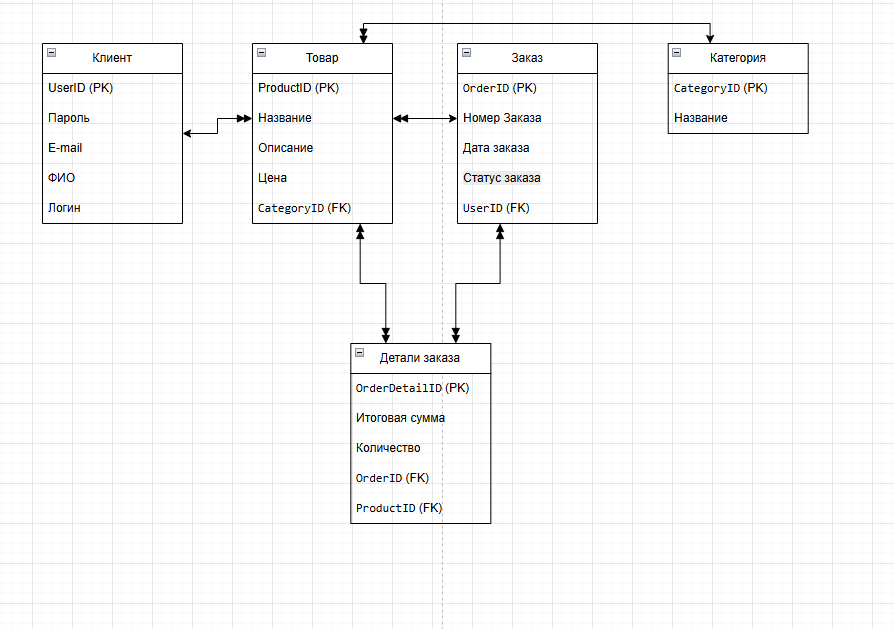 Клиент
UserID (PK)
Пароль
E-mail
ФИО
Логин
Товар
ProductID (PK)
Название
Описание
Цена
CategoryID (FK)
Заказ
OrderID (PK)
Номер Заказа
Дата заказа
Статус заказа
UserID (FK)
Категория
CategoryID (PK)
Название
Детали заказа
OrderDetailID (PK)
Итоговая сумма
Количество
OrderID (FK)
ProductID (FK)